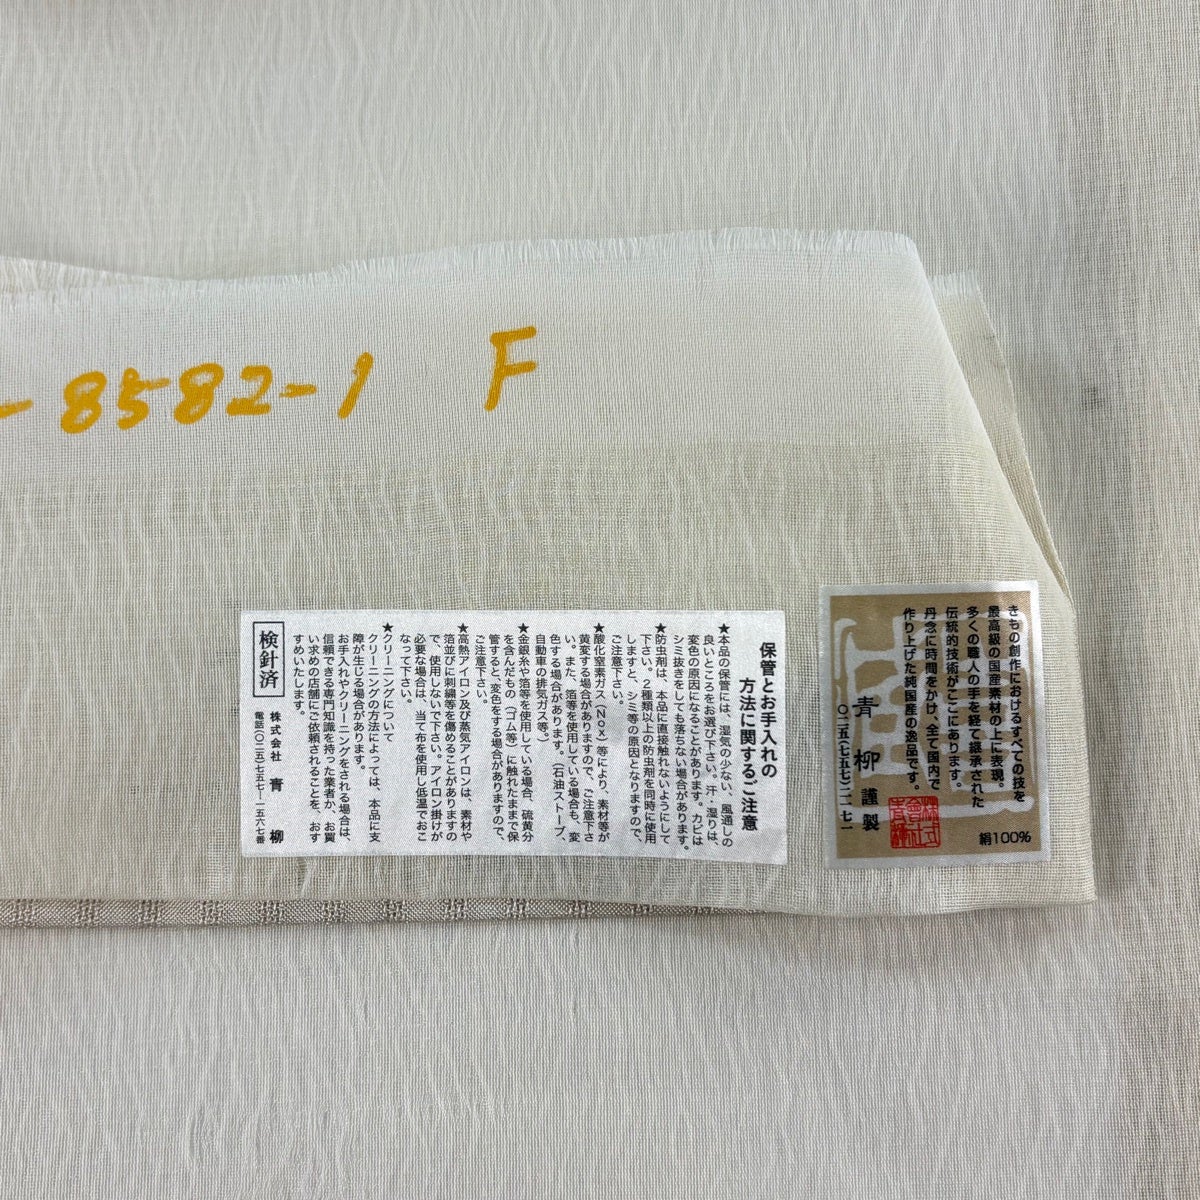 -8582-1 F
きもの創作におけるすべての技を
最高級の国産素材の上に表現。
多くの職人の手を経て継承された
伝統的技術がここにあります。
丹念に時間をかけ、全て国内で
作り上げた純国産の逸品です。
青柳謹製
絹100%
保管とお手入れの
方法に関するご注意
★本品の保管には、湿気の少ない、風通しの
良いところをお選び下さい。汗・湿りは、
変色の原因になることがあります。カビは
シミ抜きをしても落ちない場合があります。
★防虫剤は、本品に直接触れないようにして
下さい。2種類以上の防虫剤を同時に使用
しますと、シミ等の原因となりますので、
ご注意下さい。
★酸化窒素ガス（Nox）等により、素材等が
黄変する場合がありますので、ご注意下さ
い。また、箔等を使用している場合も、変
色する場合があります。（石油ストーブ、
自動車の排気ガス等。）
★金銀糸や箔等を使用している場合、硫黄分
を含んだもの（ゴム等）に触れたままで保
管すると、変色をする場合がありますので、
ご注意下さい。
★高熱アイロン及び蒸気アイロンは、素材や
箔並びに刺繍等を傷めることがありますの
で、使用しないで下さい。アイロン掛けが
必要な場合は、当て布を使用し低温でおこ
なって下さい。
★クリーニングについて
クリーニングの方法によっては、本品に支
障が生じる場合があります。
お手入れやクリーニングをされる場合は、
信頼できる専門知識を持った業者か、お買
い求めの店舗にご依頼されることを、おす
すめいたします。
検針済
株式会社 青柳
電話(〇二五)七五七-一五六七番